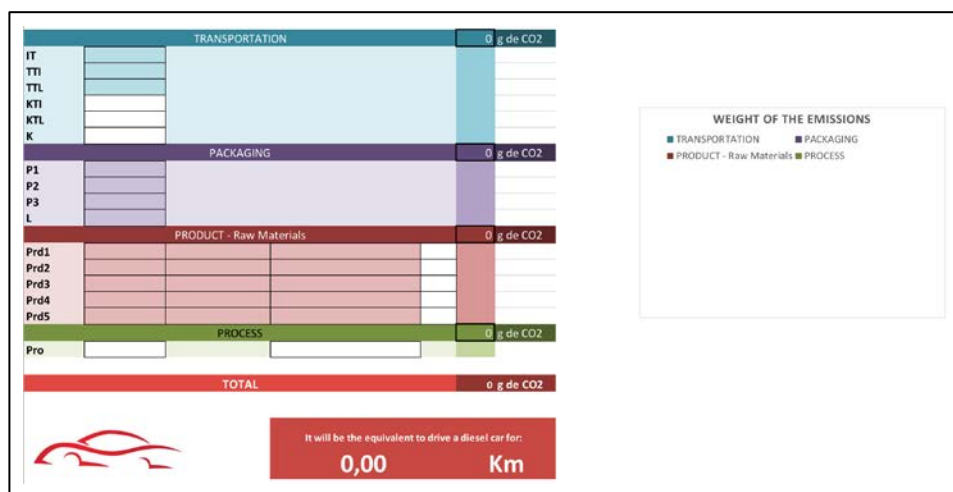 TRANSPORTATION 0 g de CO2
IT
TTI
TTL
KTI
KTL
K
PACKAGING 0 g de CO2
P1
P2
P3
L
PRODUCT - Raw Materials 0 g de CO2
Prd1
Prd2
Prd3
Prd4
Prd5
PROCESS 0 g de CO2
Pro
TOTAL 0 g de CO2
It will be the equivalent to drive a diesel car for:
0,00 Km
WEIGHT OF THE EMISSIONS
TRANSPORTATION PACKAGING
PRODUCT - Raw Materials PROCESS